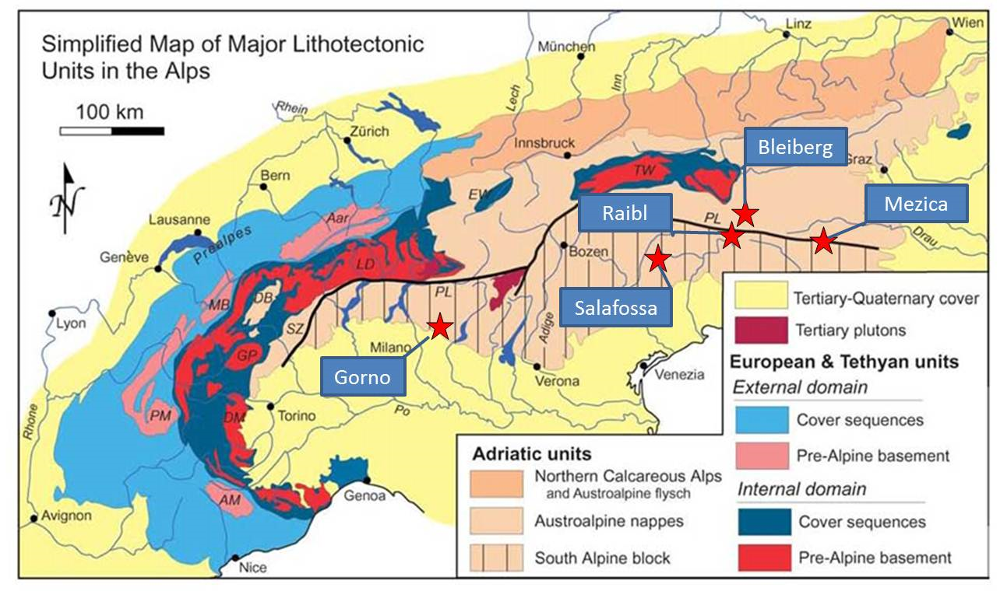 Simplified Map of Major Lithotectonic
Units in the Alps
100 km
N
Linz
Wien
München
Lech
Inn
Rhein
Zürich
Innsbruck
Bleiberg
Graz
Bern
TW
EW
Mezica
Raibl
PL
Aar
Lausanne
Prealpes
Drau
Genève
Bozen
LD
PL
MB
DB
Salafossa
Lyon
SZ
Adige
Milano
GP
Gorno
Verona
Venezia
Rhone
PM
DM
Torino
Po
AM
Genoa
Avignon
Nice
Tertiary-Quaternary cover
Tertiary plutons
European & Tethyan units
External domain
Cover sequences
Pre-Alpine basement
Internal domain
Cover sequences
Pre-Alpine basement
Adriatic units
Northern Calcareous Alps
and Austroalpine flysch
Austroalpine nappes
South Alpine block